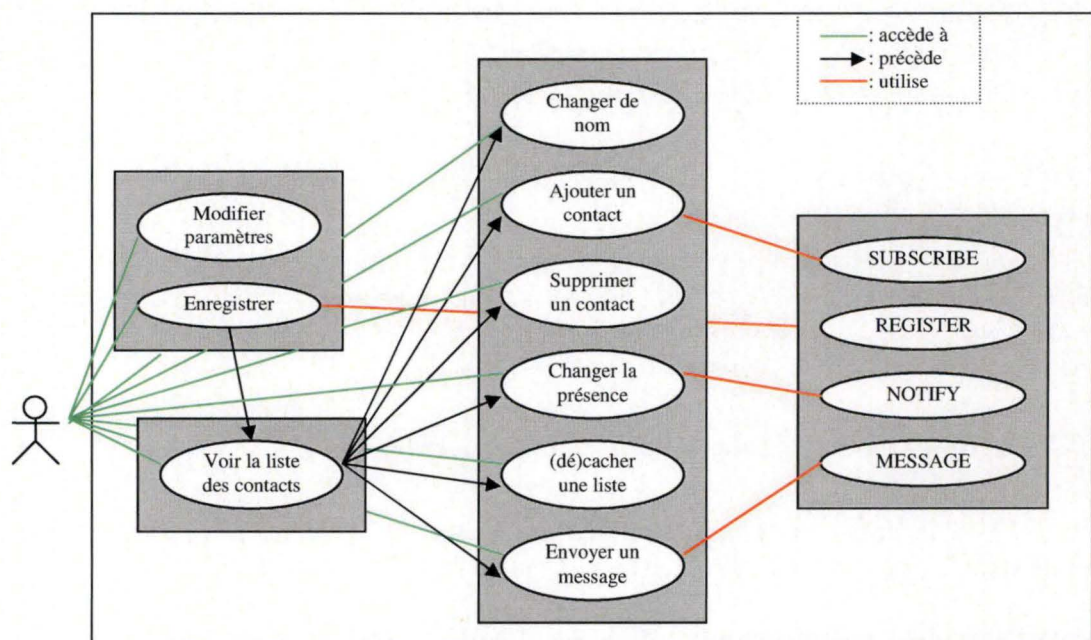 : accède à
: précède
: utilise
Changer de
nom
Modifier
paramètres
Ajouter un
contact
SUBSCRIBE
Enregistrer
Supprimer
un contact
REGISTER
Changer la
présence
NOTIFY
Voir la liste
des contacts
(dé)cacher
une liste
MESSAGE
Envoyer un
message